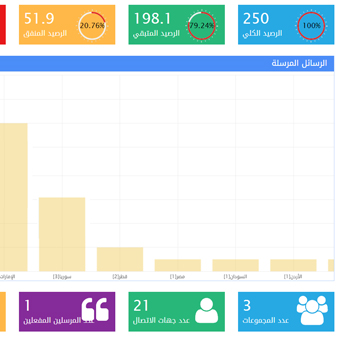 250
الرصيد الكلي
100%
198.1
الرصيد المتبقي
79.24%
51.9
الرصيد المنفق
20.76%
الرسائل المرسلة
الأردن[1]
السودان[1]
مصر[1]
قطر[2]
سوريا[3]
الإمارات
3
عدد المجموعات
21
عدد جهات الاتصال
1
عدد المرسلين المفعلين